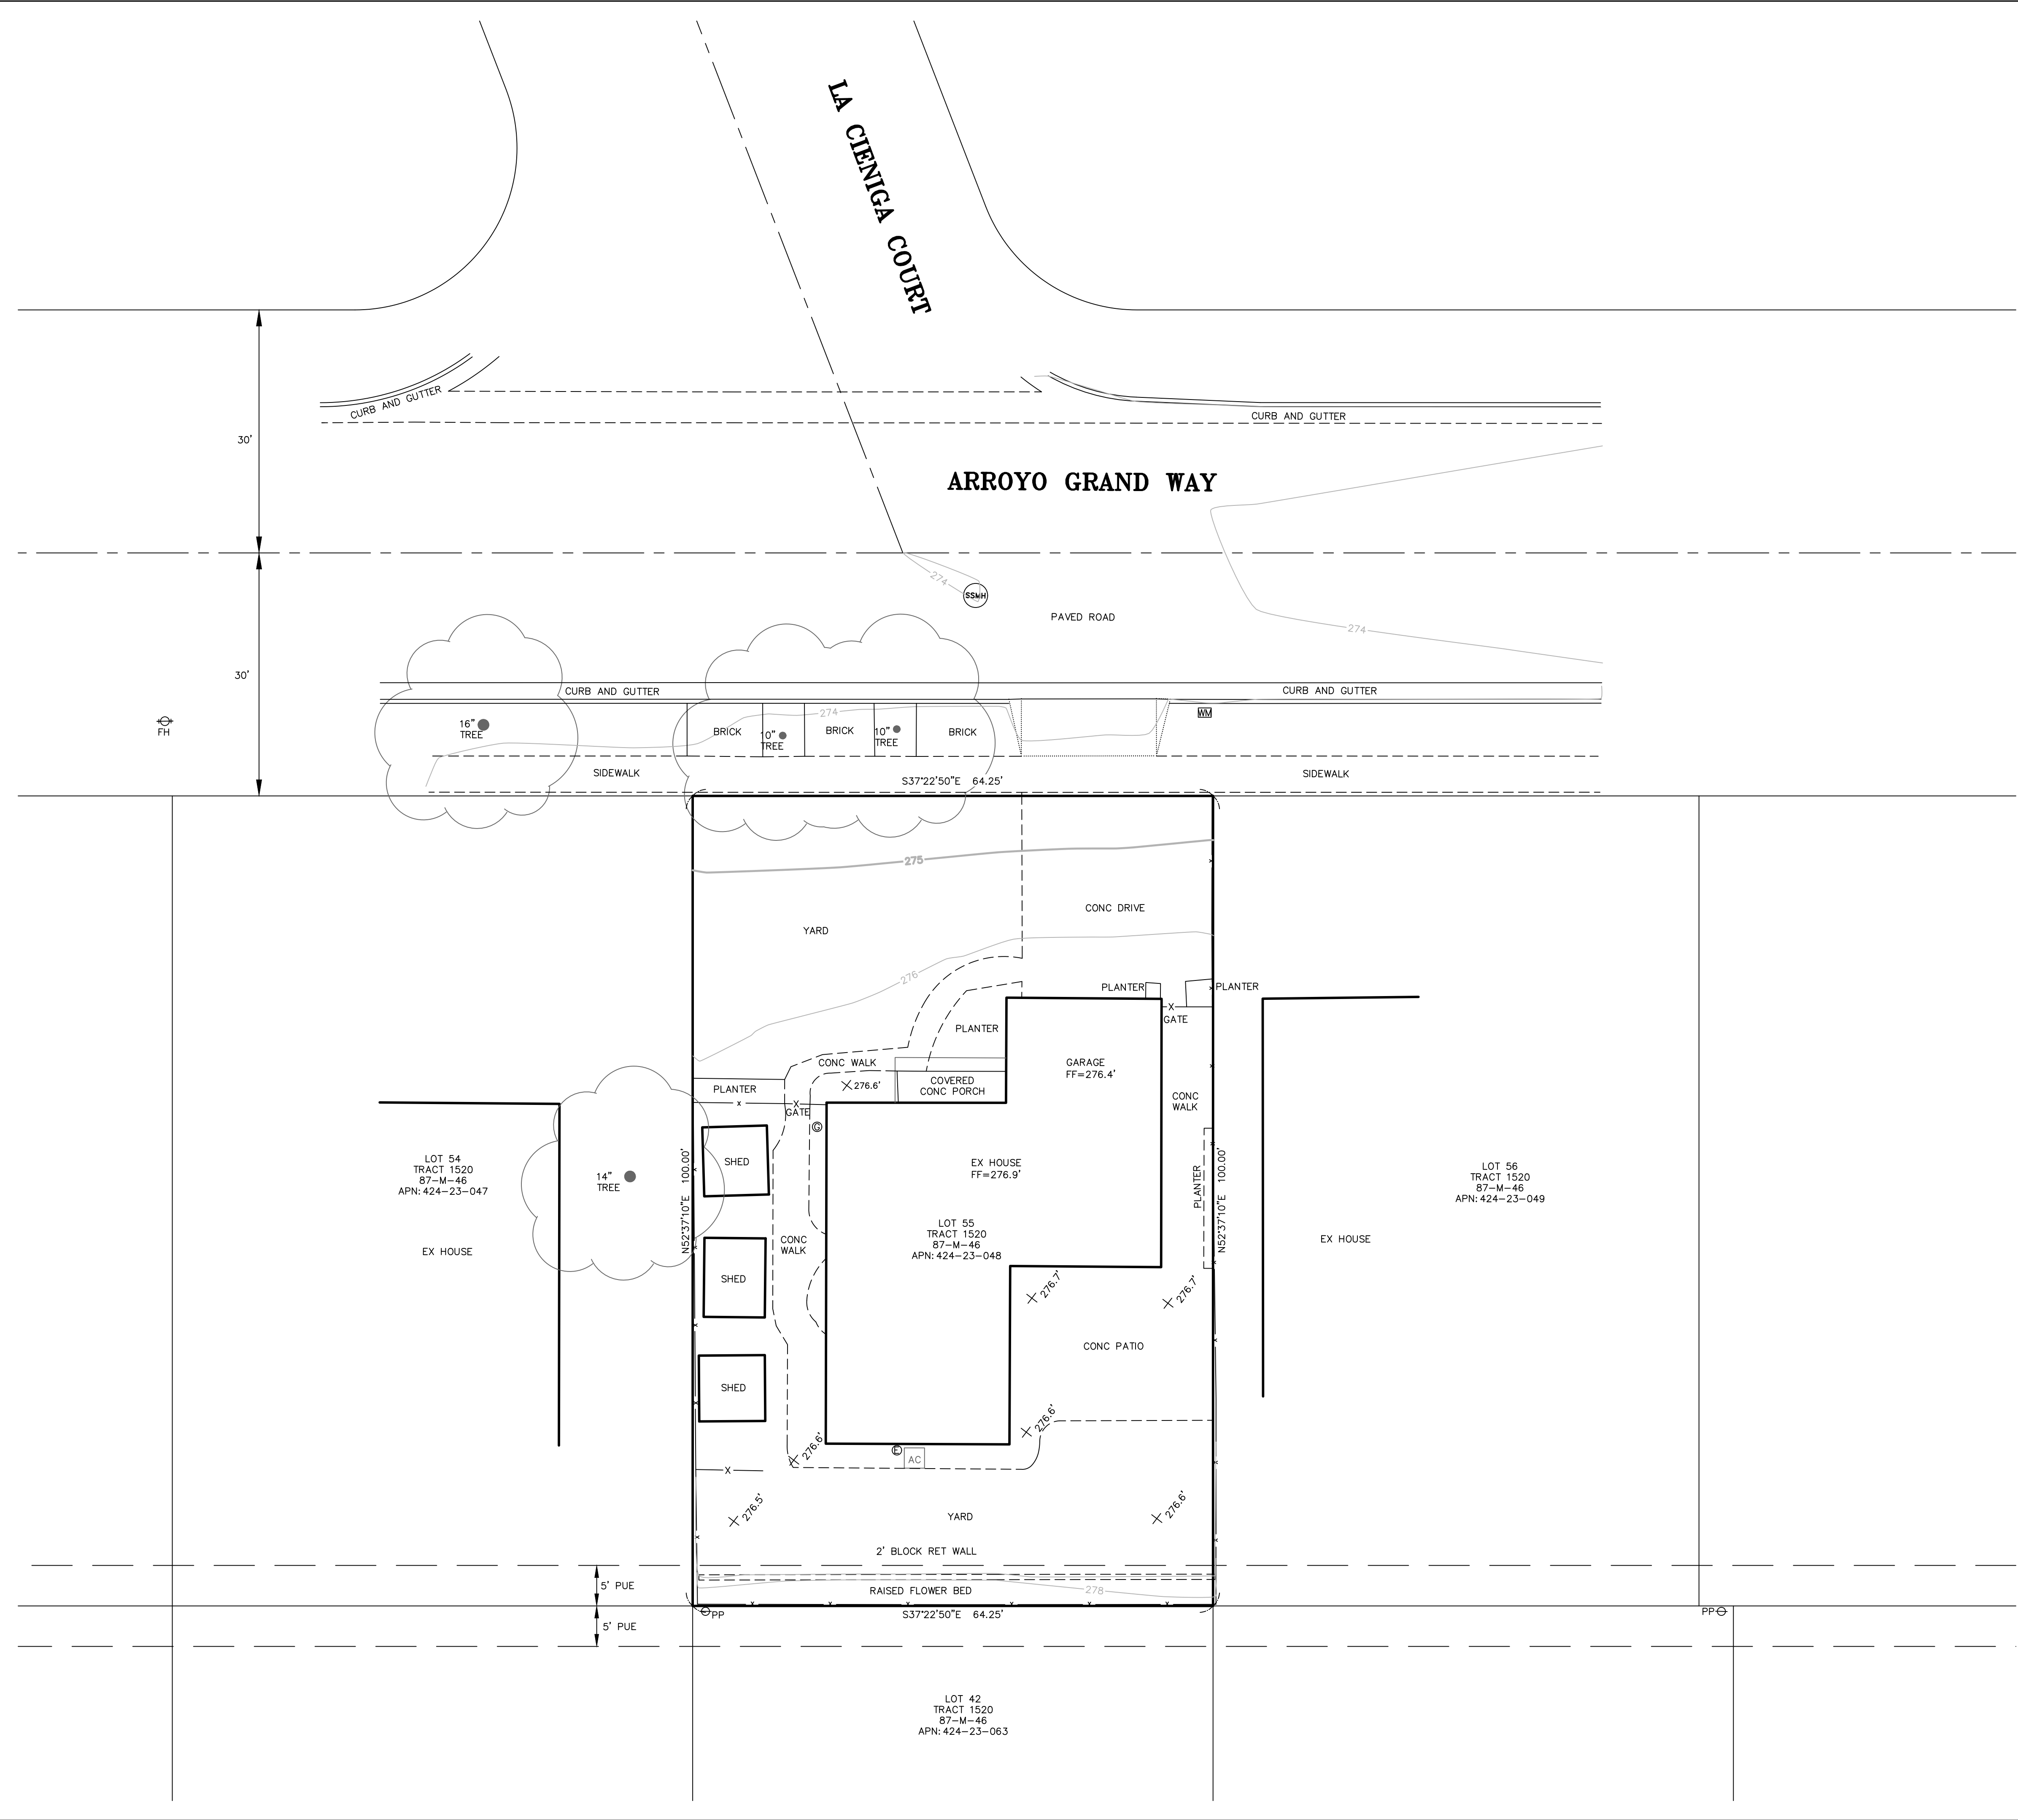 LA CIENIGA COURT
CURB AND GUTTER
CURB AND GUTTER
30'
ARROYO GRAND WAY
274
SSMH
PAVED ROAD
274
30'
CURB AND GUTTER
CURB AND GUTTER
FH
16"
TREE
BRICK
10"
TREE
274
BRICK
10"
TREE
BRICK
WM
SIDEWALK
S37°22'50"E 64.25'
SIDEWALK
275
YARD
CONC DRIVE
276
PLANTER
PLANTER
GATE
PLANTER
CONC WALK
GARAGE
FF=276.4'
PLANTER
276.6'
COVERED
CONC PORCH
CONC
WALK
GATE
G
LOT 54
TRACT 1520
87-M-46
APN: 424-23-047
EX HOUSE
14"
TREE
N52°37'10"E 100.00'
SHED
EX HOUSE
FF=276.9'
PLANTER
N52°37'10"E 100.00'
LOT 56
TRACT 1520
87-M-46
APN: 424-23-049
EX HOUSE
LOT 55
TRACT 1520
87-M-46
APN: 424-23-048
CONC
WALK
SHED
276.7'
276.7'
CONC PATIO
SHED
276.6'
276.6'
E
AC
276.5'
276.6'
YARD
2' BLOCK RET WALL
5' PUE
RAISED FLOWER BED
278
PP
S37°22'50"E 64.25'
PP
5' PUE
LOT 42
TRACT 1520
87-M-46
APN: 424-23-063